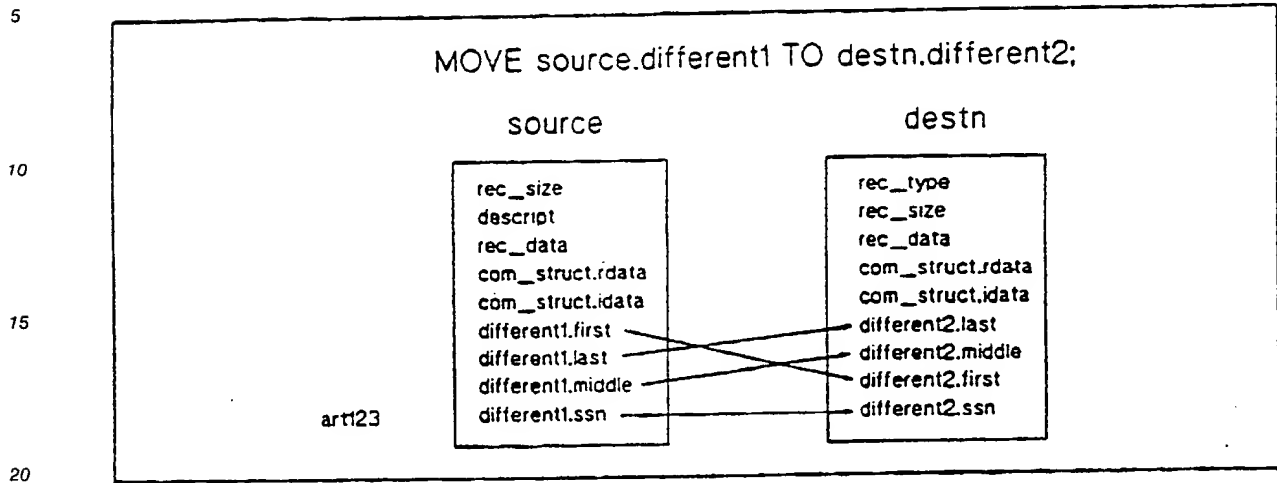 5
MOVE source.different1 TO destn.different2;
source
destn
10
rec_size
descript
rec_data
com_struct.rdata
com_struct.idata
different1.first
different1.last
different1.middle
different1.ssn
rec_type
rec_size
rec_data
com_struct.rdata
com_struct.idata
different2.last
different2.middle
different2.first
different2.ssn
15
art123
20